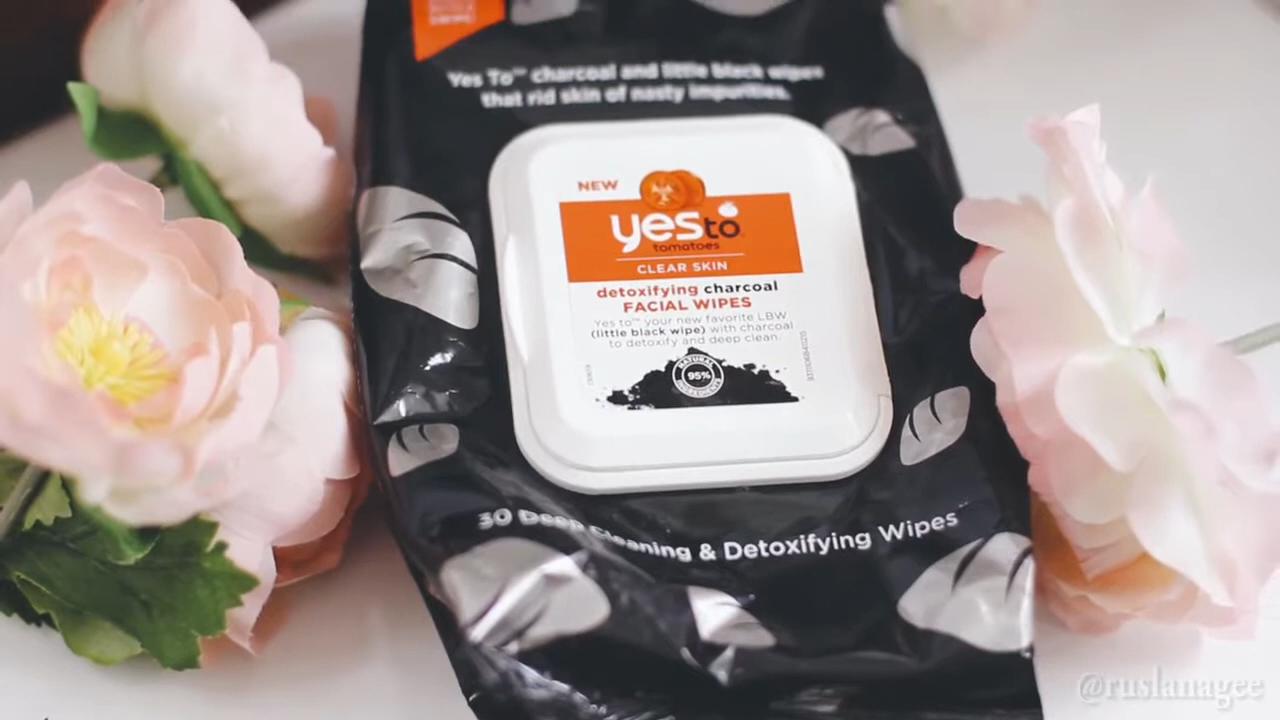 Yes To™ charcoal and little black wipes
that rid skin of nasty impurities.
NEW
yes to
tomatoes
CLEAR SKIN
detoxifying charcoal
FACIAL WIPES
Yes to™ your new favorite LBW
(little black wipe) with charcoal
to detoxify and deep clean.
NATURAL
95%
INGREDIENTS
30 Deep Cleaning & Detoxifying Wipes
@ruslanagee